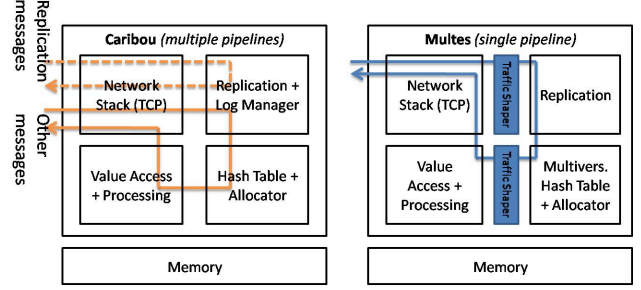 Replication
messages
Other
messages
Caribou (multiple pipelines)
Network
Stack (TCP)
Replication +
Log Manager
Value Access
+ Processing
Hash Table +
Allocator
Memory
Multes (single pipeline)
Network
Stack (TCP)
Traffic Shaper
Replication
Value
Access +
Processing
Traffic Shaper
Multivers.
Hash Table
+ Allocator
Memory